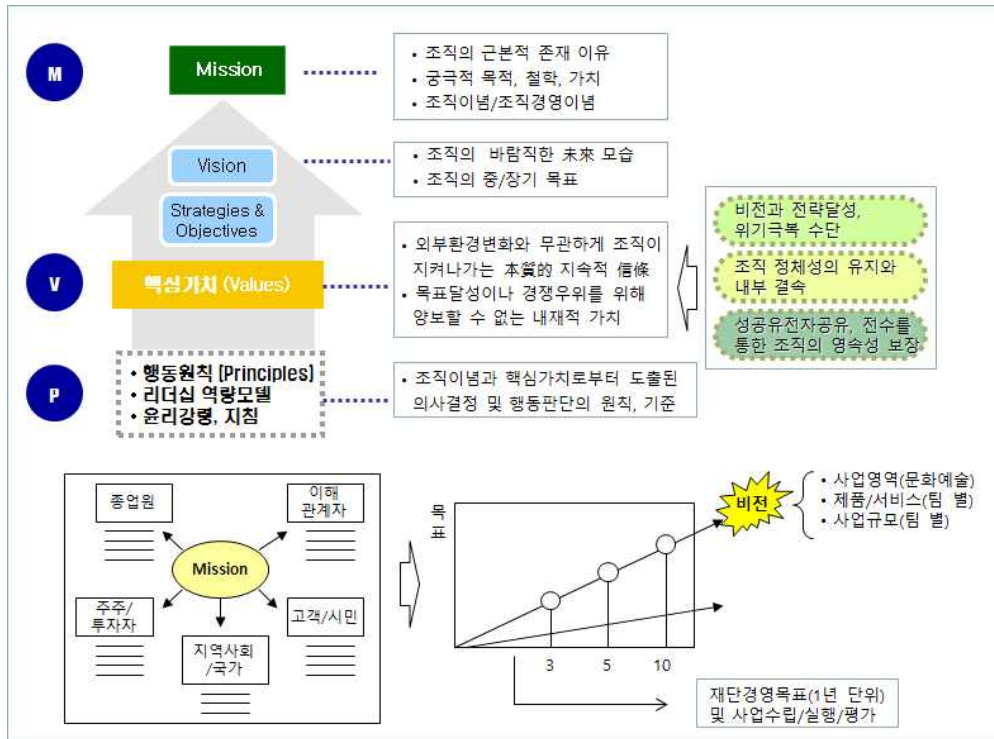 M
Mission
• 조직의 근본적 존재 이유
• 궁극적 목적, 철학, 가치
• 조직이념/조직경영이념
Vision
• 조직의 바람직한 未來 모습
• 조직의 중/장기 목표
Strategies &
Objectives
V
핵심가치 (Values)
• 외부환경변화와 무관하게 조직이
지켜나가는 本質的 지속적 信條
• 목표달성이나 경쟁우위를 위해
양보할 수 없는 내재적 가치
비전과 전략달성,
위기극복 수단
조직 정체성의 유지와
내부 결속
성공유전자공유, 전수를
통한 조직의 영속성 보장
P
• 행동원칙 (Principles)
• 리더십 역량모델
• 윤리강령, 지침
• 조직이념과 핵심가치로부터 도출된
의사결정 및 행동판단의 원칙, 기준
종업원
이해
관계자
Mission
주주/
투자자
지역사회
/국가
고객/시민
목
표
3
5
10
비전
• 사업영역(문화예술)
• 제품/서비스(팀 별)
• 사업규모(팀 별)
재단경영목표(1년 단위)
및 사업수립/실행/평가